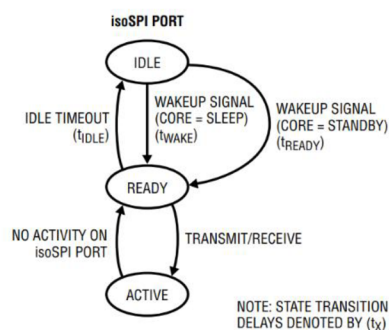 isoSPI PORT
IDLE
WAKEUP SIGNAL
(CORE = SLEEP)
(tWAKE)
WAKEUP SIGNAL
(CORE = STANDBY)
(tREADY)
IDLE TIMEOUT
(tIDLE)
READY
NO ACTIVITY ON
isoSPI PORT
TRANSMIT/RECEIVE
ACTIVE
NOTE: STATE TRANSITION
DELAYS DENOTED BY (tX)